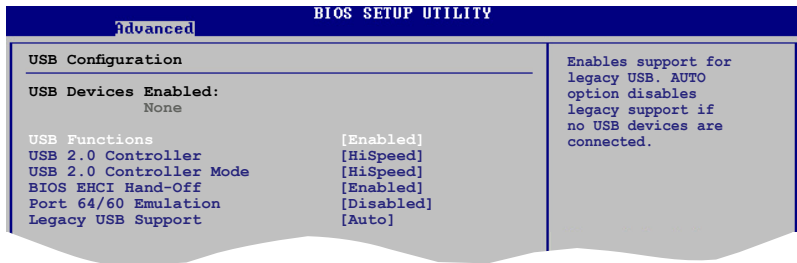 BIOS SETUP UTILITY
Advanced
USB Configuration
USB Devices Enabled:
None
USB Functions [Enabled]
USB 2.0 Controller [HiSpeed]
USB 2.0 Controller Mode [HiSpeed]
BIOS EHCI Hand-Off [Enabled]
Port 64/60 Emulation [Disabled]
Legacy USB Support [Auto]
Enables support for
legacy USB. AUTO
option disables
legacy support if
no USB devices are
connected.